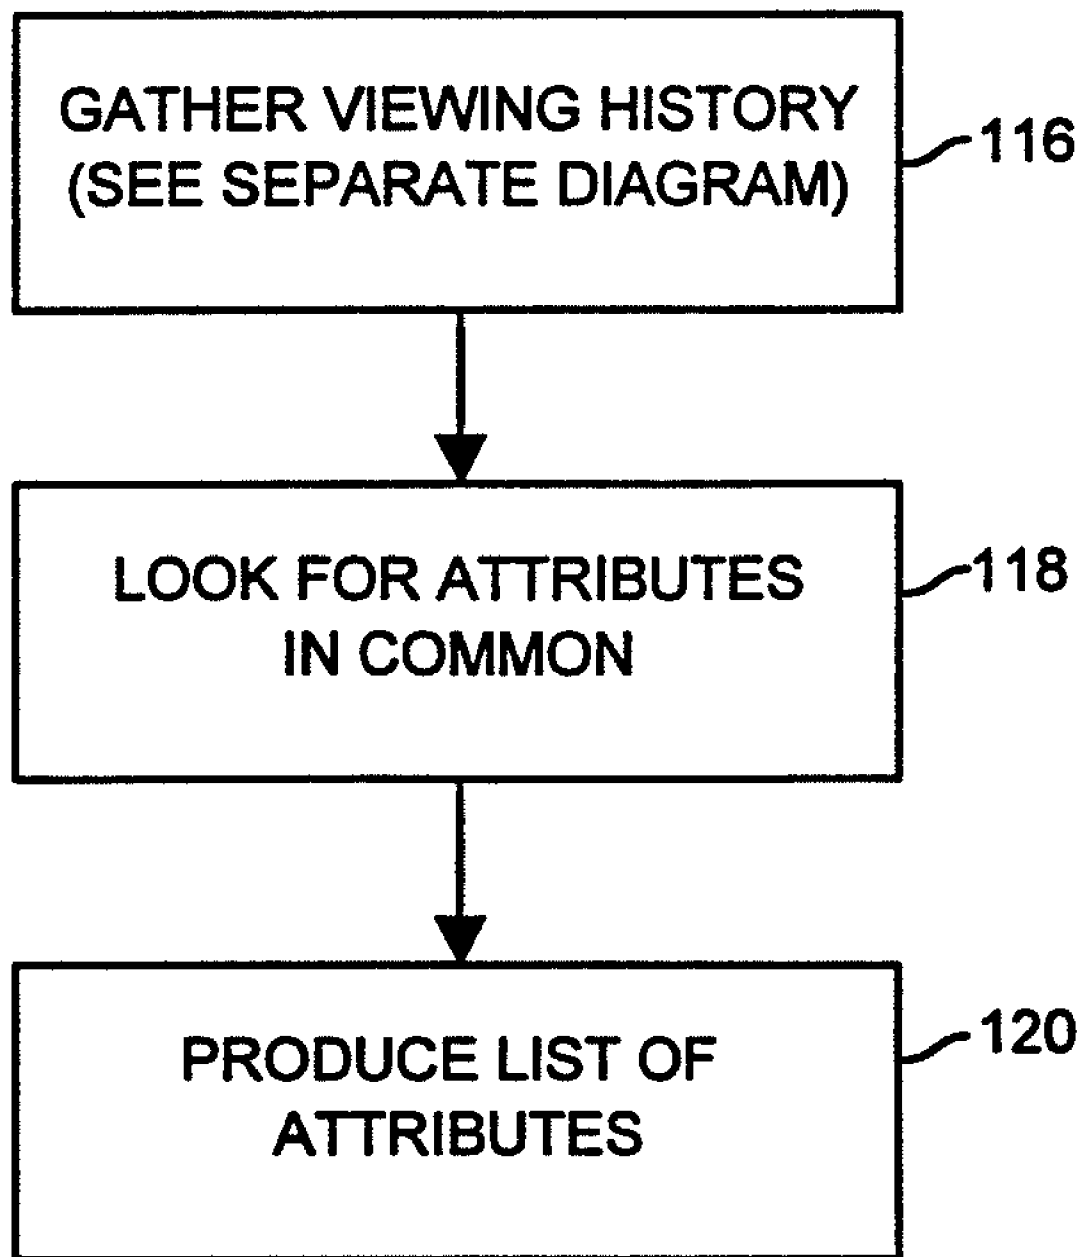 GATHER VIEWING HISTORY
(SEE SEPARATE DIAGRAM)
116
LOOK FOR ATTRIBUTES
IN COMMON
118
PRODUCE LIST OF
ATTRIBUTES
120